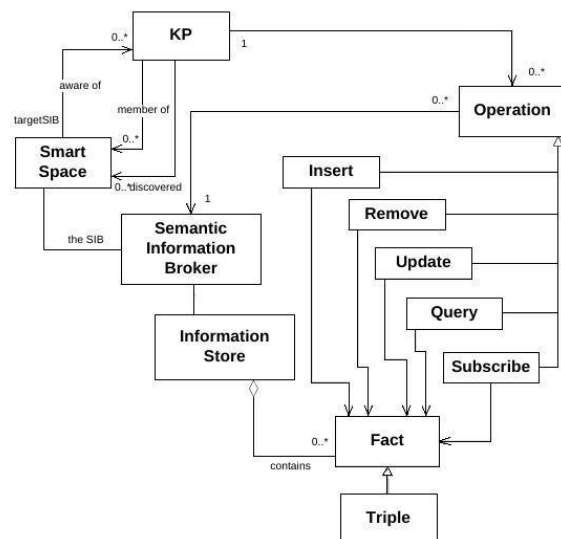 KP
0..*
1
aware of
member of
0..*
0..*
targetSIB
Operation
0..*
Smart
Space
Insert
0..*
discovered
1
Remove
Semantic
Information
Broker
the SIB
Update
Query
Information
Store
Subscribe
Fact
0..*
contains
Triple